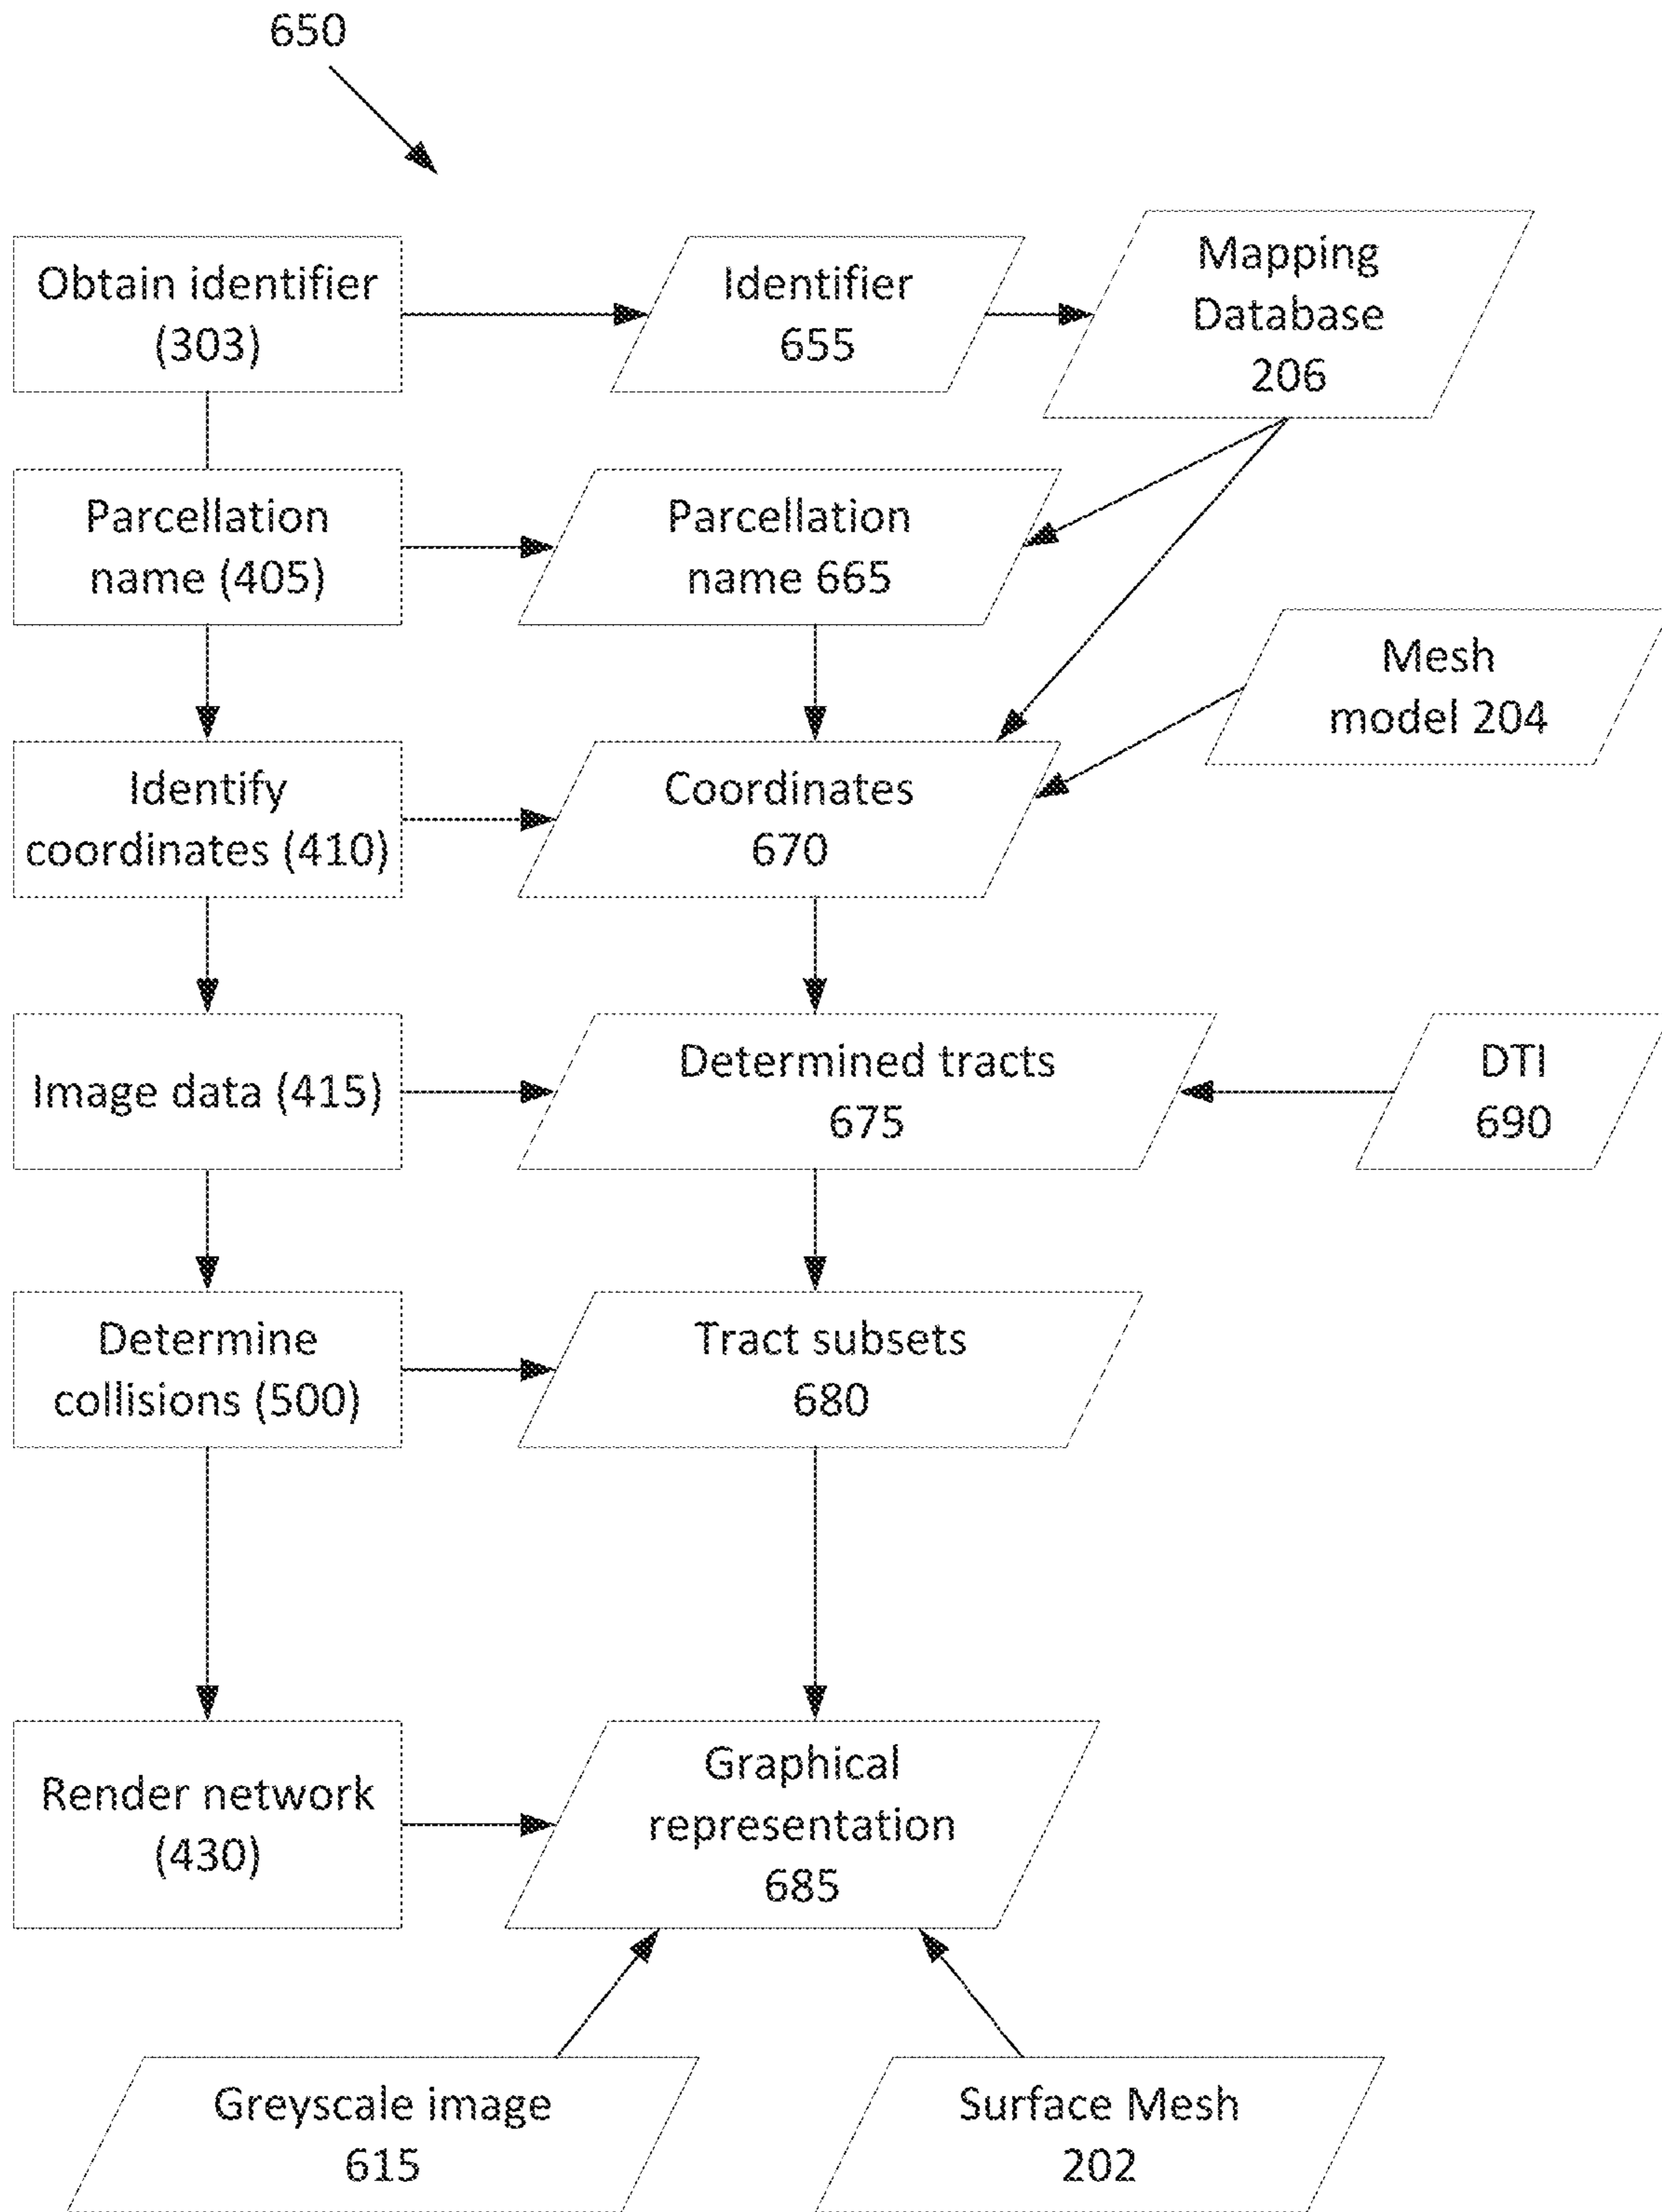 650
Obtain identifier
(303)
Identifier
655
Mapping
Database
206
Parcellation
name (405)
Parcellation
name 665
Mesh
model 204
Identify
coordinates (410)
Coordinates
670
Image data (415)
Determined tracts
675
DTI
690
Determine
collisions (500)
Tract subsets
680
Render network
(430)
Graphical
representation
685
Greyscale image
615
Surface Mesh
202